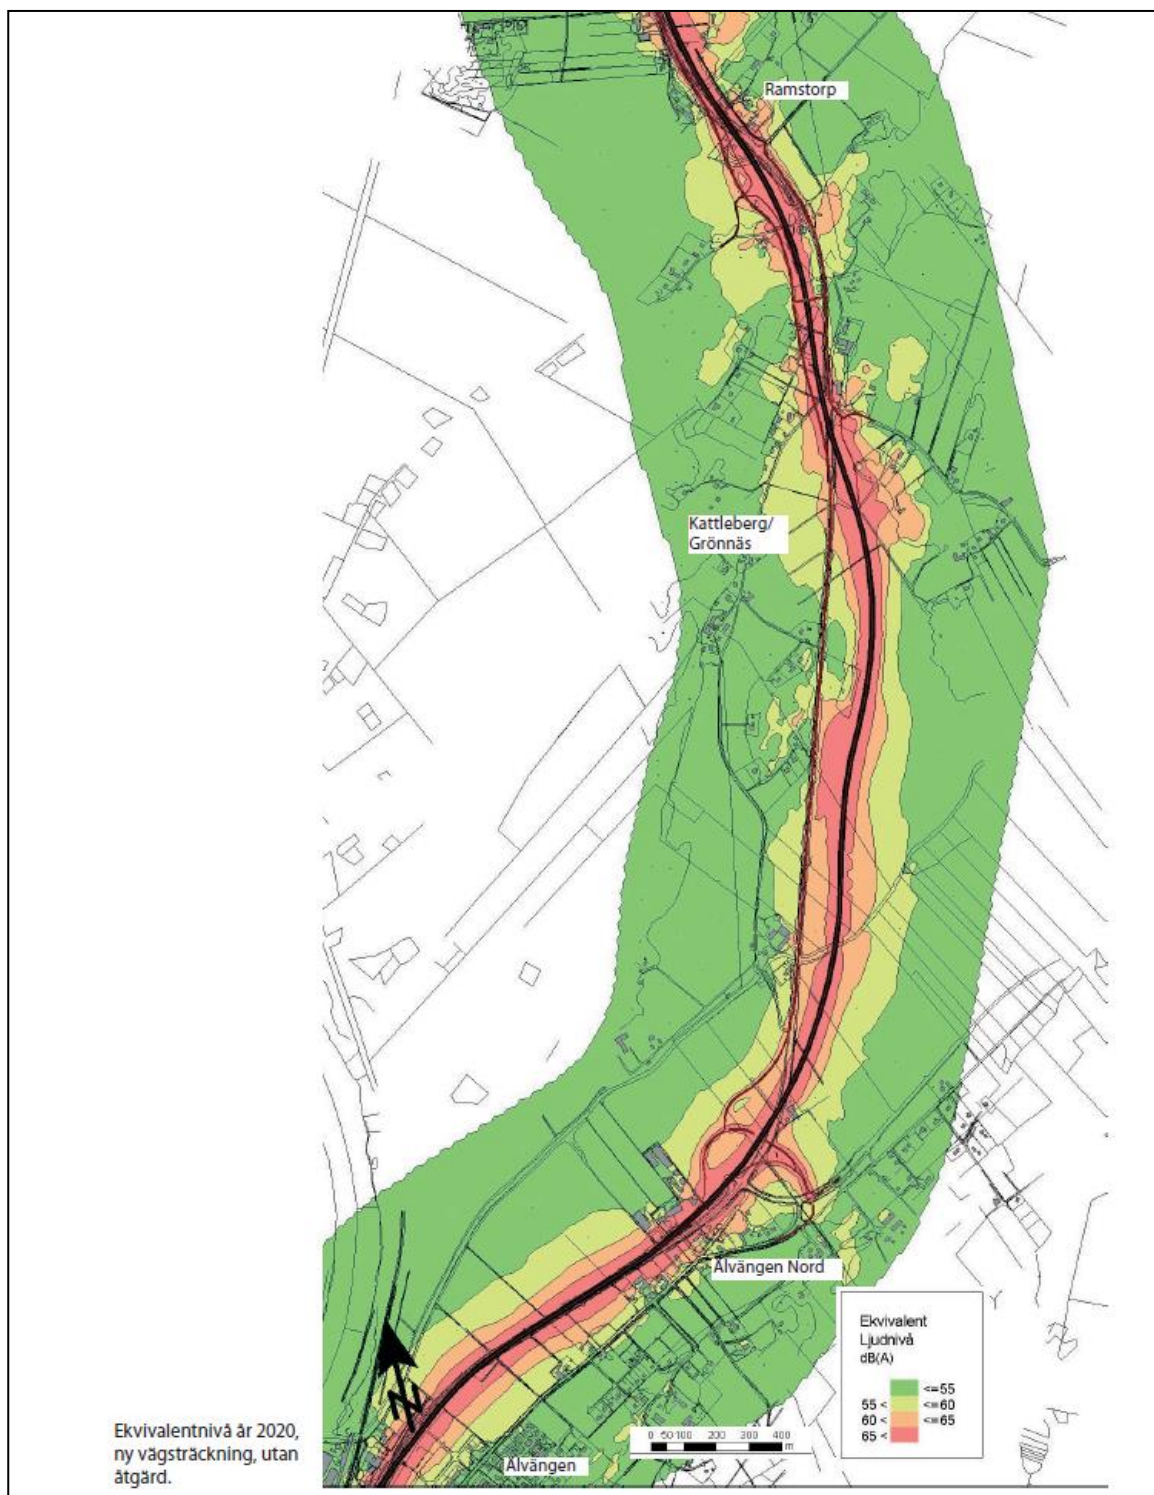 Ramstorp
Kattleberg/
Grönnäs
Älvängen Nord
Ekvivalent
Ljudnivå
dB(A)
<=55
55 < <=60
60 < <=65
65 <
0 50 100 200 300 400
m
N
Älvängen
Ekvivalentnivå år 2020,
ny vägsträckning, utan
åtgärd.